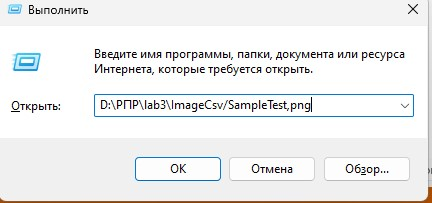 Выполнить
Введите имя программы, папки, документа или ресурса
Интернета, которые требуется открыть.
Открыть:
D:\РПР\lab3\ImageCsv/SampleTest,png
ОК
Отмена
Обзор...